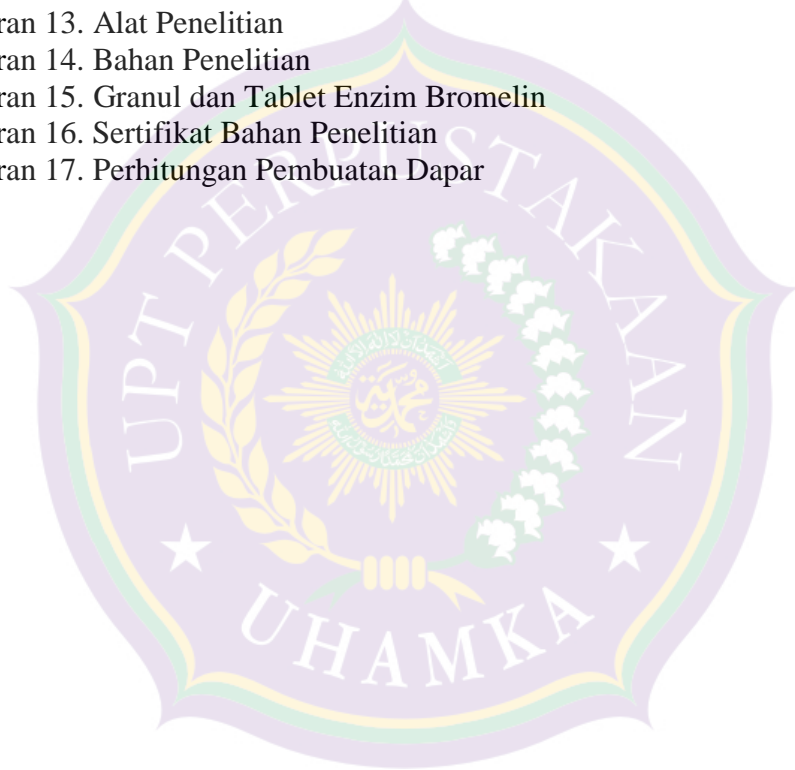 ran 13. Alat Penelitian
ran 14. Bahan Penelitian
ran 15. Granul dan Tablet Enzim Bromelin
ran 16. Sertifikat Bahan Penelitian
ran 17. Perhitungan Pembuatan Dapar
UPT PERPUSTAKAAN
محمدية
UHAMKA